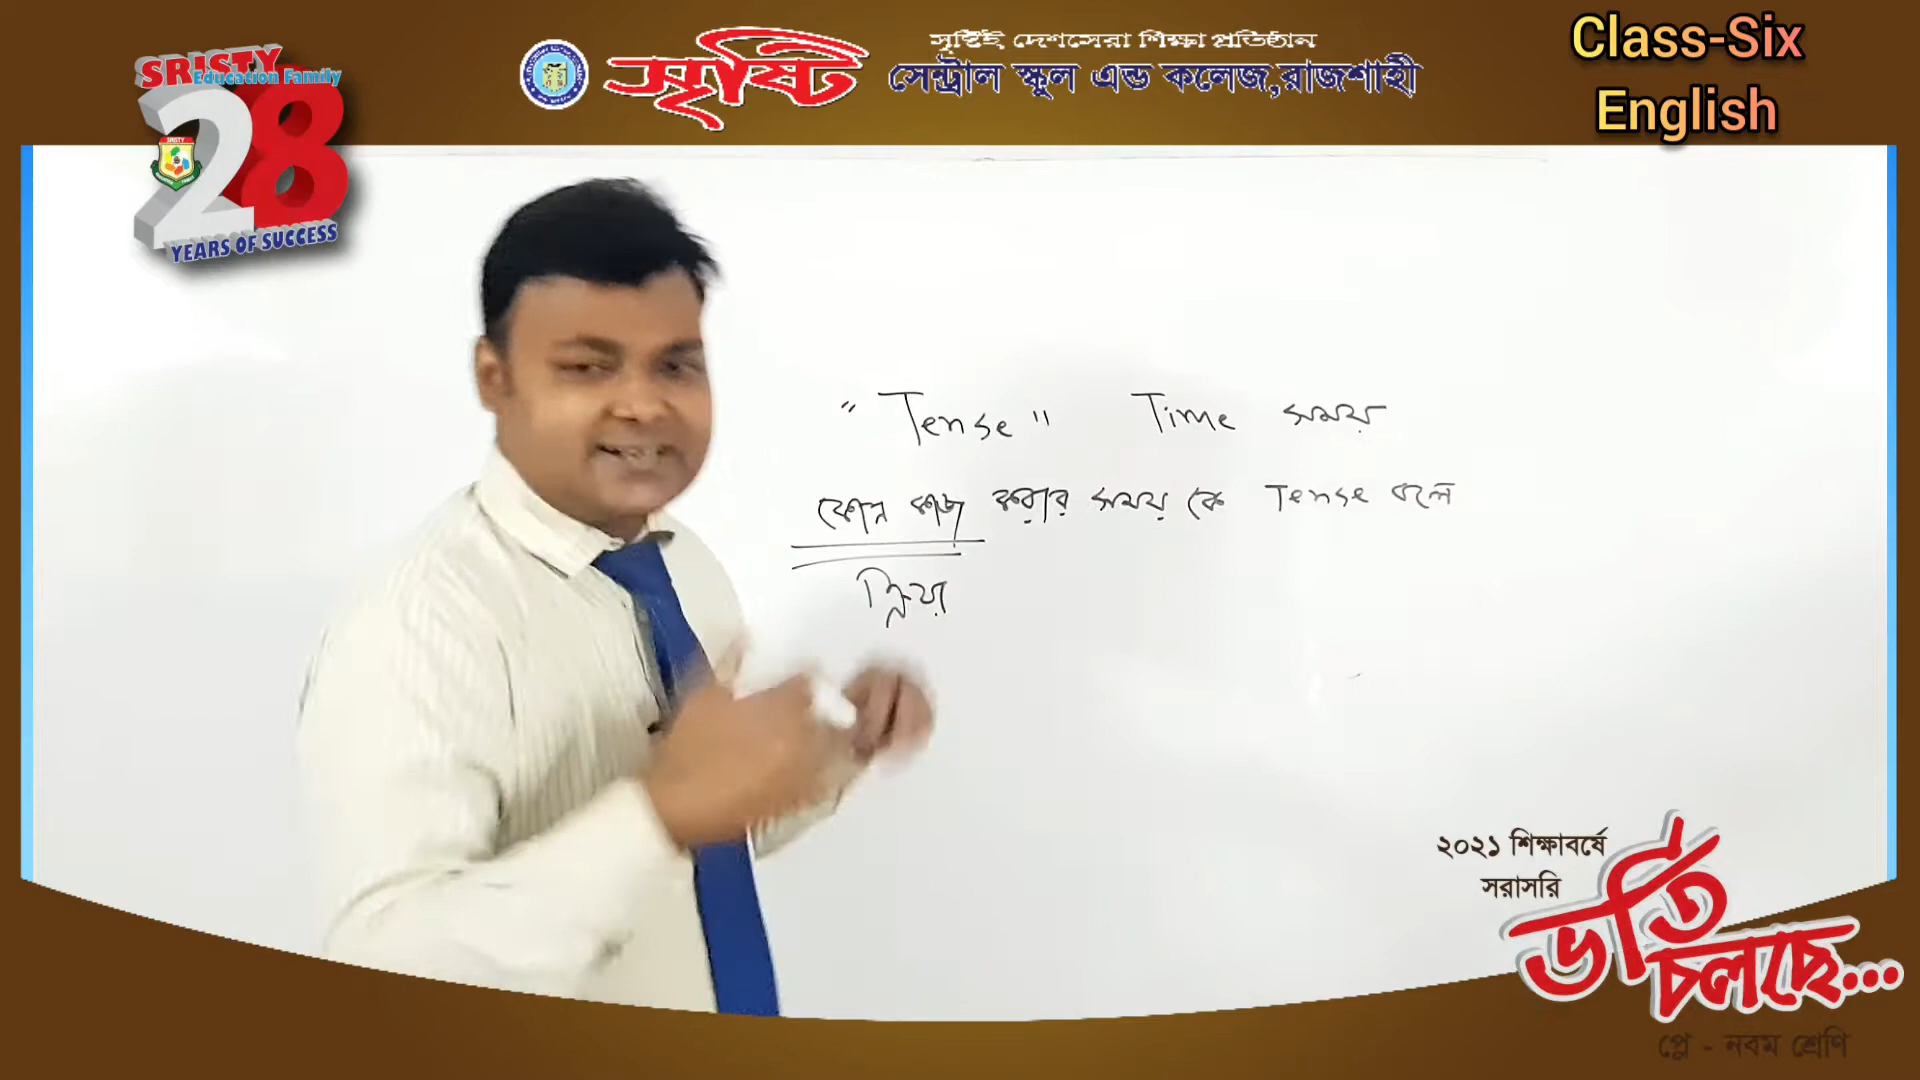 SRISTY
Education Family
28
SRISTY
YEARS OF SUCCESS
সৃষ্টিই দেশসেরা শিক্ষা প্রতিষ্ঠান
সৃষ্টি সেন্ট্রাল স্কুল এন্ড কলেজ,রাজশাহী
Class-Six
English
"Tense" Time সময়
কোন কাজ করার সময় কে Tense বলে
ক্রিয়া
২০২১ শিক্ষাবর্ষে
সরাসরি
ভর্তি
চলছে...
প্লে - নবম শ্রেণি